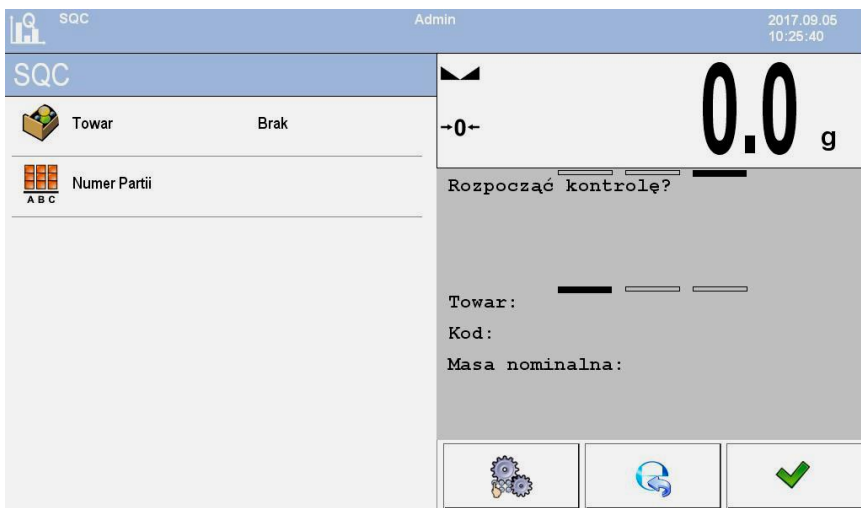 Q SQC
Admin
2017.09.05
10:25:40
SQC
Towar Brak
A B C Numer Partii
→0←
0.0 g
Rozpocząć kontrolę?
Towar:
Kod:
Masa nominalna: